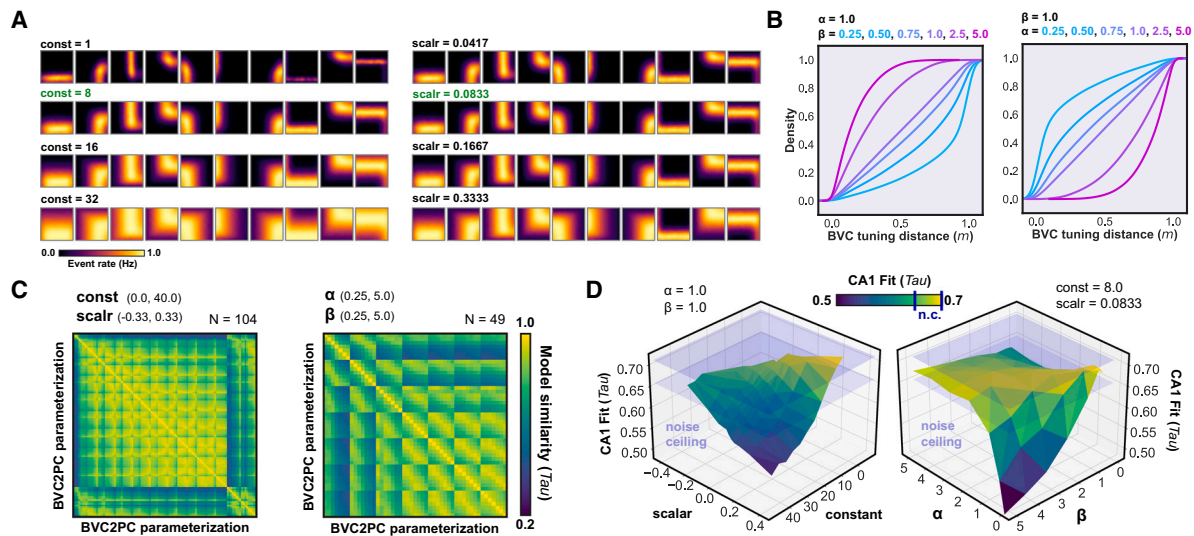 A
const = 1
const = 8
const = 16
const = 32
0.0 1.0
Event rate (Hz)
scalr = 0.0417
scalr = 0.0833
scalr = 0.1667
scalr = 0.3333
B
α = 1.0
β = 0.25, 0.50, 0.75, 1.0, 2.5, 5.0
Density
1.0
0.8
0.6
0.4
0.2
0.0
0.0 0.5 1.0
BVC tuning distance (m)
β = 1.0
α = 0.25, 0.50, 0.75, 1.0, 2.5, 5.0
1.0
0.8
0.6
0.4
0.2
0.0
0.0 0.5 1.0
BVC tuning distance (m)
C
const (0.0, 40.0)
scalr (-0.33, 0.33)
N = 104
BVC2PC parameterization
BVC2PC parameterization
α (0.25, 5.0)
β (0.25, 5.0)
N = 49
BVC2PC parameterization
BVC2PC parameterization
1.0
Model similarity (Tau)
0.2
D
α = 1.0
β = 1.0
CA1 Fit (Tau)
0.5 0.7
n.c.
const = 8.0
scalr = 0.0833
CA1 Fit (Tau)
0.70
0.65
0.60
0.55
0.50
noise
ceiling
−0.4
−0.2
0.0
0.2
0.4
scalar
40
30
20
10
0
constant
noise
ceiling
5
4
3
2
1
0
α
5
4
3
2
1
0
β
0.70
0.65
0.60
0.55
0.50
CA1 Fit
(Tau)